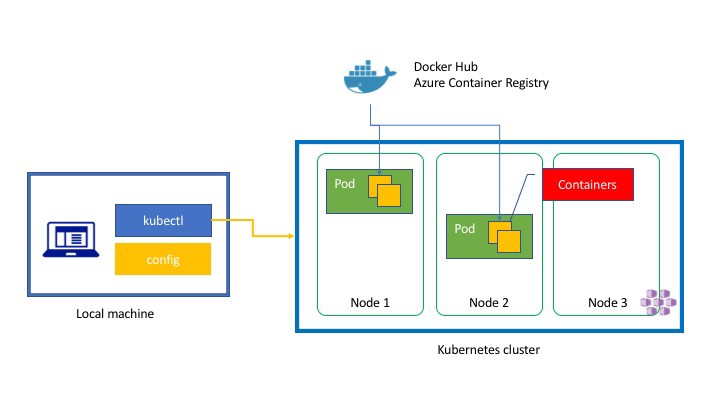 Docker Hub
Azure Container Registry
Pod
Containers
kubectl
Pod
config
Node 1
Node 2
Node 3
Local machine
Kubernetes cluster